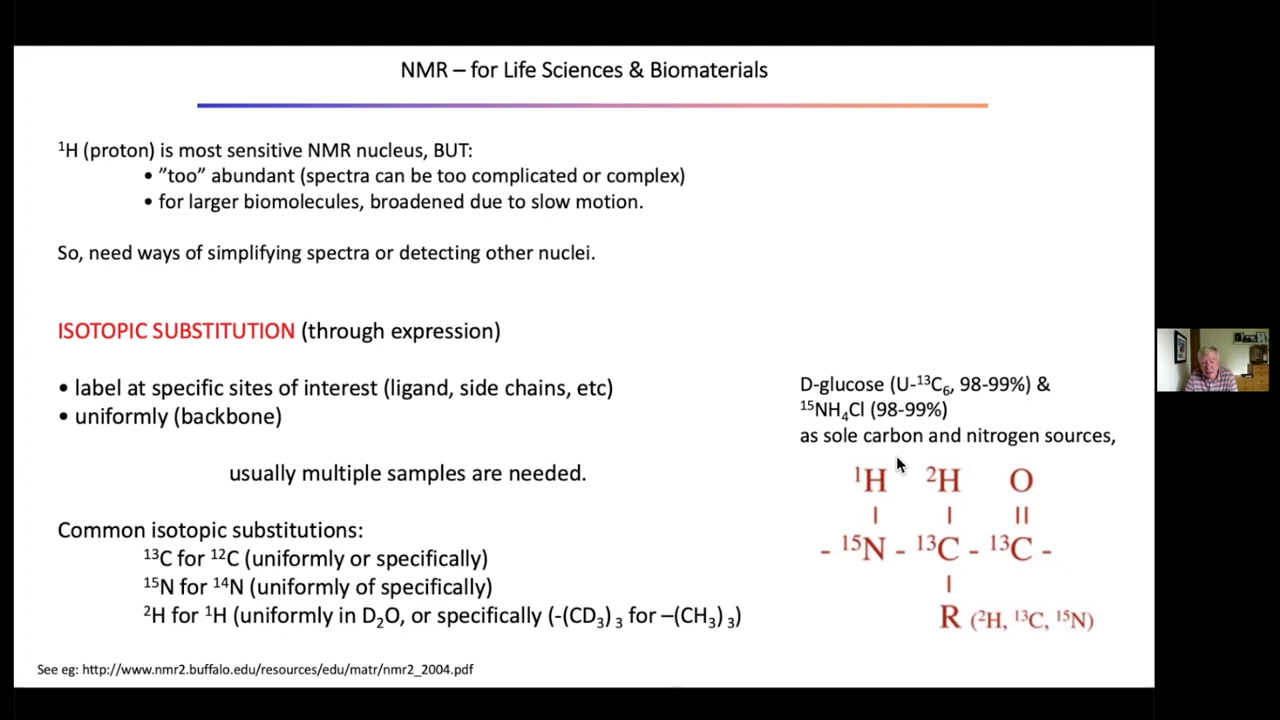 NMR – for Life Sciences & Biomaterials
¹H (proton) is most sensitive NMR nucleus, BUT:
• ”too” abundant (spectra can be too complicated or complex)
• for larger biomolecules, broadened due to slow motion.
So, need ways of simplifying spectra or detecting other nuclei.
ISOTOPIC SUBSTITUTION (through expression)
• label at specific sites of interest (ligand, side chains, etc)
• uniformly (backbone)
usually multiple samples are needed.
Common isotopic substitutions:
¹³C for ¹²C (uniformly or specifically)
¹⁵N for ¹⁴N (uniformly of specifically)
²H for ¹H (uniformly in D₂O, or specifically (-(CD₃)₃ for –(CH₃)₃)
D-glucose (U-¹³C₆, 98-99%) &
¹⁵NH₄Cl (98-99%)
as sole carbon and nitrogen sources,
¹H ²H O
| | ||
- ¹⁵N - ¹³C - ¹³C -
|
R (²H, ¹³C, ¹⁵N)
See eg: http://www.nmr2.buffalo.edu/resources/edu/matr/nmr2_2004.pdf